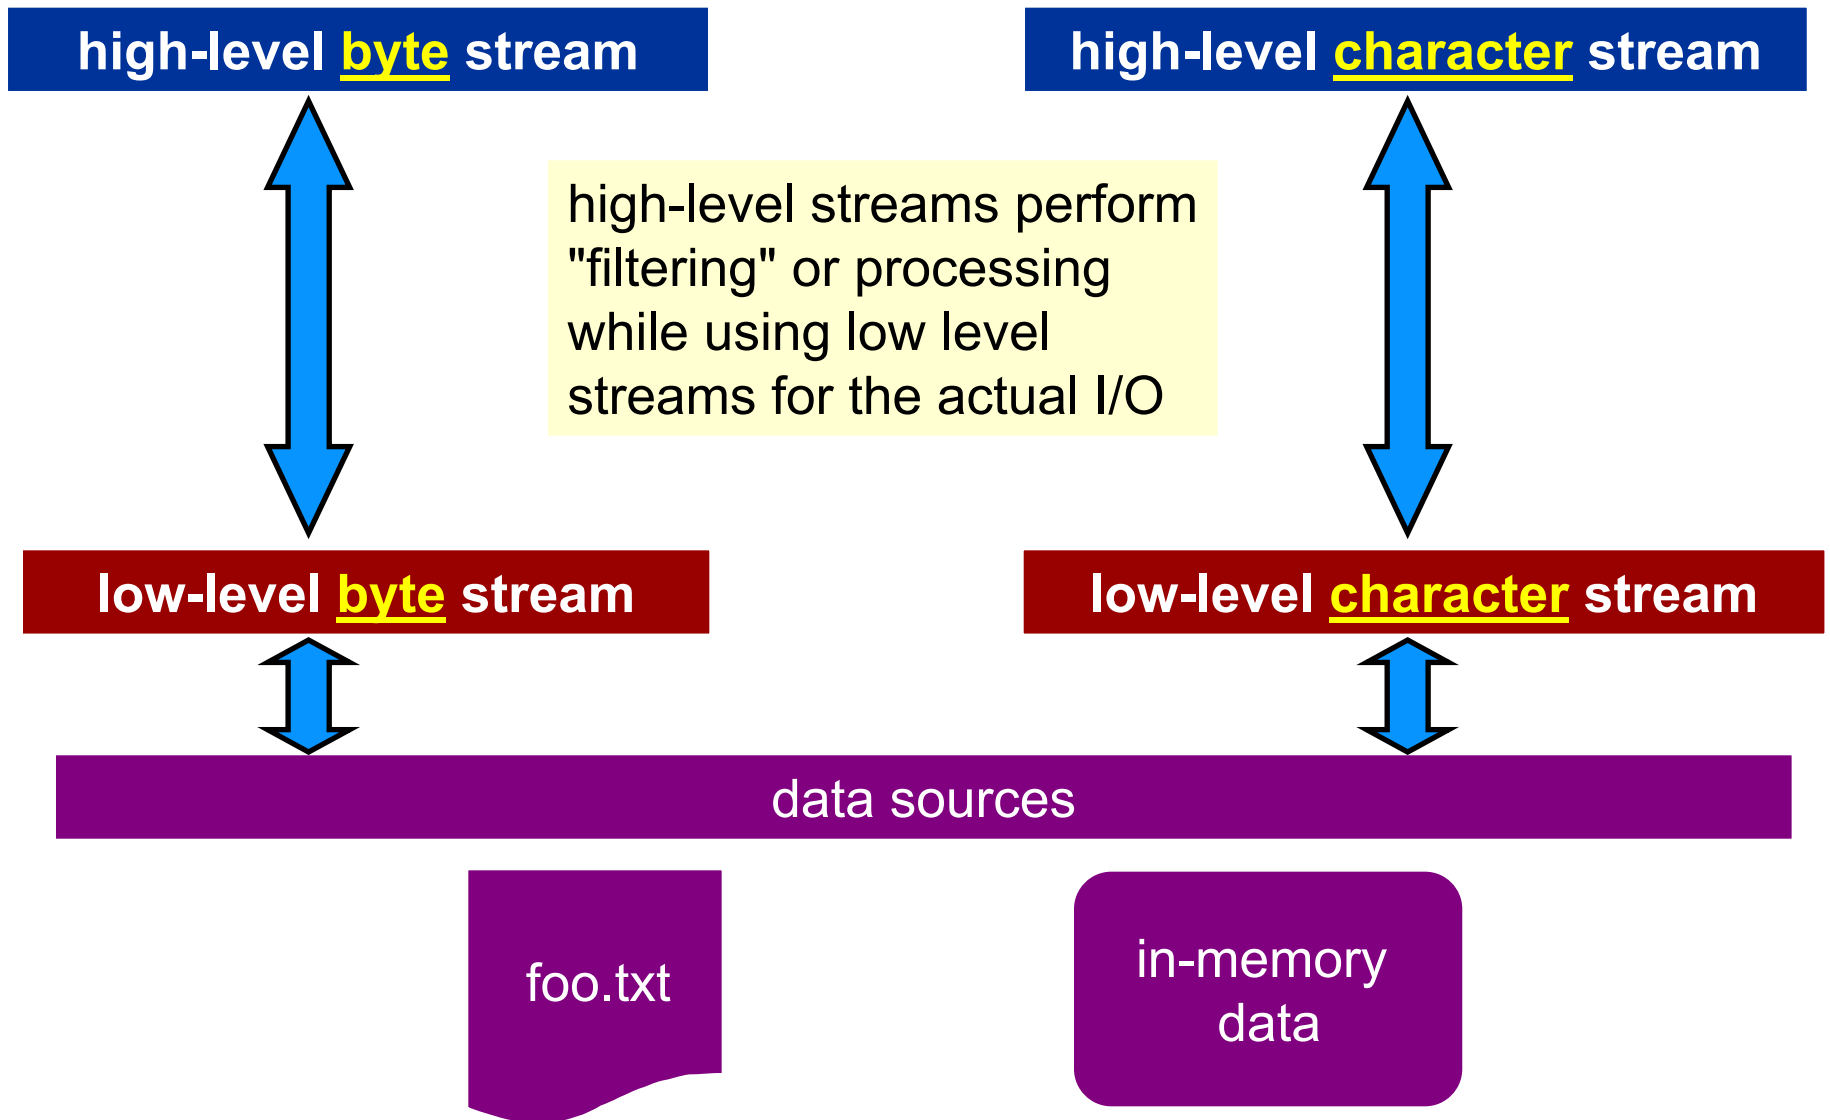 high-level byte stream
high-level character stream
high-level streams perform
"filtering" or processing
while using low level
streams for the actual I/O
low-level byte stream
low-level character stream
data sources
foo.txt
in-memory
data